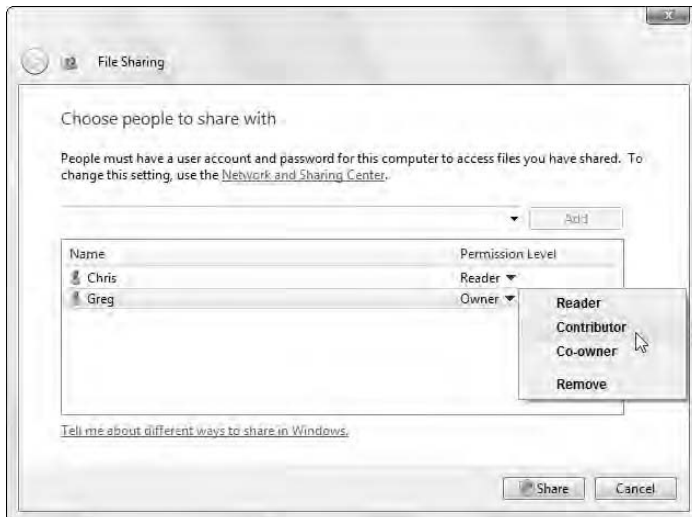 File Sharing
Choose people to share with
People must have a user account and password for this computer to access files you have shared. To
change this setting, use the Network and Sharing Center.
Add
Name Permission Level
Chris Reader
Greg Owner
Reader
Contributor
Co-owner
Remove
Tell me about different ways to share in Windows.
Share Cancel